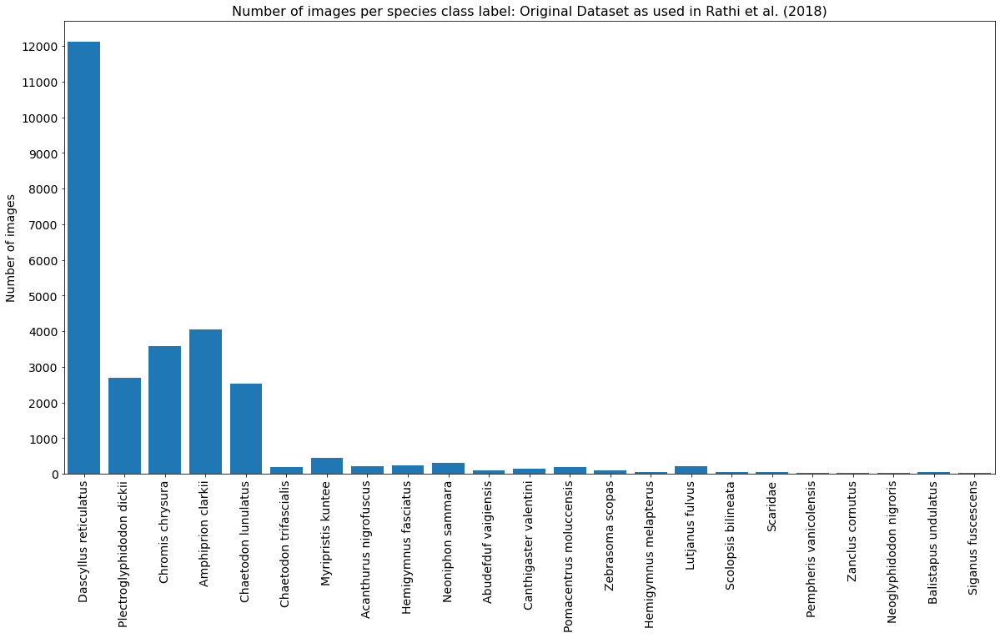 Number of images per species class label: Original Dataset as used in Rathi et al. (2018)
Number of images
12000
11000
10000
9000
8000
7000
6000
5000
4000
3000
2000
1000
0
Dascyllus reticulatus
Plectroglyphidodon dickii
Chromis chrysura
Amphiprion clarkii
Chaetodon lunulatus
Chaetodon trifascialis
Myripristis kuntee
Acanthurus nigrofuscus
Hemigymnus fasciatus
Neoniphon sammara
Abudefduf vaigiensis
Canthigaster valentini
Pomacentrus moluccensis
Zebrasoma scopas
Hemigymnus melapterus
Lutjanus fulvus
Scolopsis bilineata
Scaridae
Pempheris vanicolensis
Zanclus cornutus
Neoglyphidodon nigroris
Balistapus undulatus
Siganus fuscescens